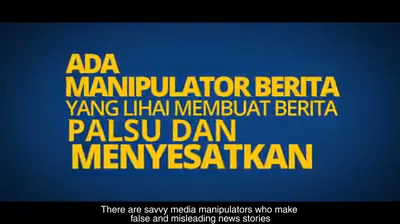 ADA
MANIPULATOR BERITA
YANG LIHAI MEMBUAT BERITA
PALSU DAN
MENYESATKAN
There are savvy media manipulators who make
false and misleading news stories